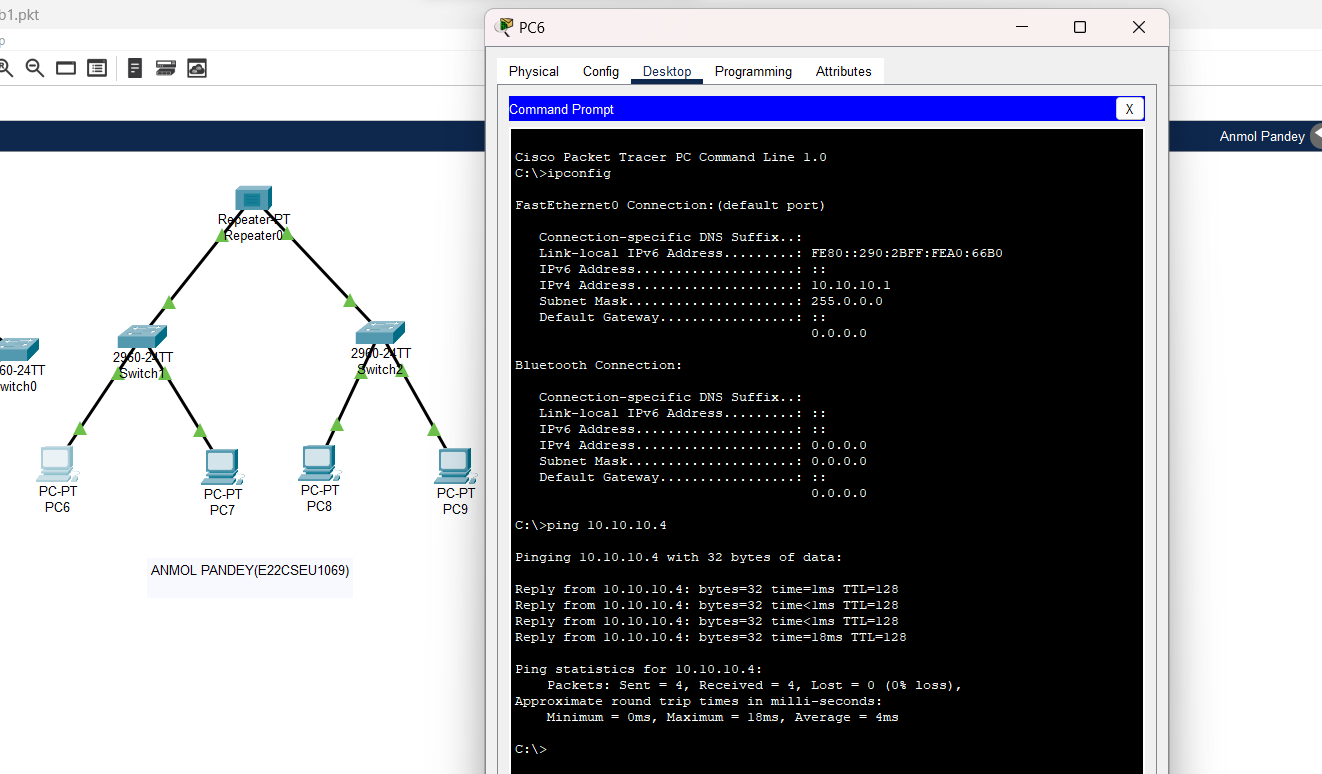 b1.pkt
p
PC6
Physical Config Desktop Programming Attributes
Command Prompt
X
Anmol Pandey
Cisco Packet Tracer PC Command Line 1.0
C:\>ipconfig
FastEthernet0 Connection:(default port)
Connection-specific DNS Suffix..:
Link-local IPv6 Address.........: FE80::290:2BFF:FEA0:66B0
IPv6 Address....................: ::
IPv4 Address....................: 10.10.10.1
Subnet Mask.....................: 255.0.0.0
Default Gateway.................: ::
0.0.0.0
Bluetooth Connection:
Connection-specific DNS Suffix..:
Link-local IPv6 Address.........: ::
IPv6 Address....................: ::
IPv4 Address....................: 0.0.0.0
Subnet Mask.....................: 0.0.0.0
Default Gateway.................: ::
0.0.0.0
C:\>ping 10.10.10.4
Pinging 10.10.10.4 with 32 bytes of data:
Reply from 10.10.10.4: bytes=32 time=1ms TTL=128
Reply from 10.10.10.4: bytes=32 time<1ms TTL=128
Reply from 10.10.10.4: bytes=32 time<1ms TTL=128
Reply from 10.10.10.4: bytes=32 time=18ms TTL=128
Ping statistics for 10.10.10.4:
Packets: Sent = 4, Received = 4, Lost = 0 (0% loss),
Approximate round trip times in milli-seconds:
Minimum = 0ms, Maximum = 18ms, Average = 4ms
C:\>
Repeater-PT
Repeater0
60-24TT
witch0
2960-24TT
Switch1
2960-24TT
Switch2
PC-PT
PC6
PC-PT
PC7
PC-PT
PC8
PC-PT
PC9
ANMOL PANDEY(E22CSEU1069)